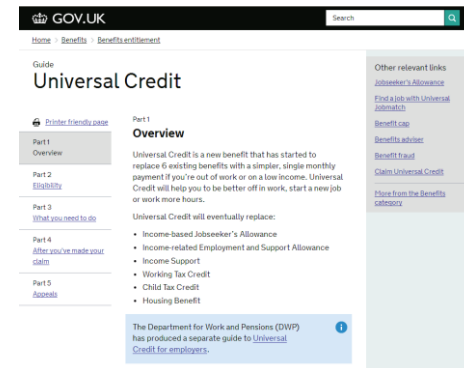 GOV.UK
Search
Home > Benefits > Benefits entitlement
Guide
Universal Credit
Printer friendly page
Part 1
Overview
Part 2
Eligibility
Part 3
What you need to do
Part 4
After you've made your
claim
Part 5
Appeals
Part 1
Overview
Universal Credit is a new benefit that has started to
replace 6 existing benefits with a simpler, single monthly
payment if you're out of work or on a low income. Universal
Credit will help you to be better off in work, start a new job
or work more hours.
Universal Credit will eventually replace:
• Income-based Jobseeker's Allowance
• Income-related Employment and Support Allowance
• Income Support
• Working Tax Credit
• Child Tax Credit
• Housing Benefit
The Department for Work and Pensions (DWP)
has produced a separate guide to Universal
Credit for employers.
Other relevant links
Jobseeker's Allowance
Find a job with Universal
Jobmatch
Benefit cap
Benefits adviser
Benefit fraud
Claim Universal Credit
More from the Benefits
category